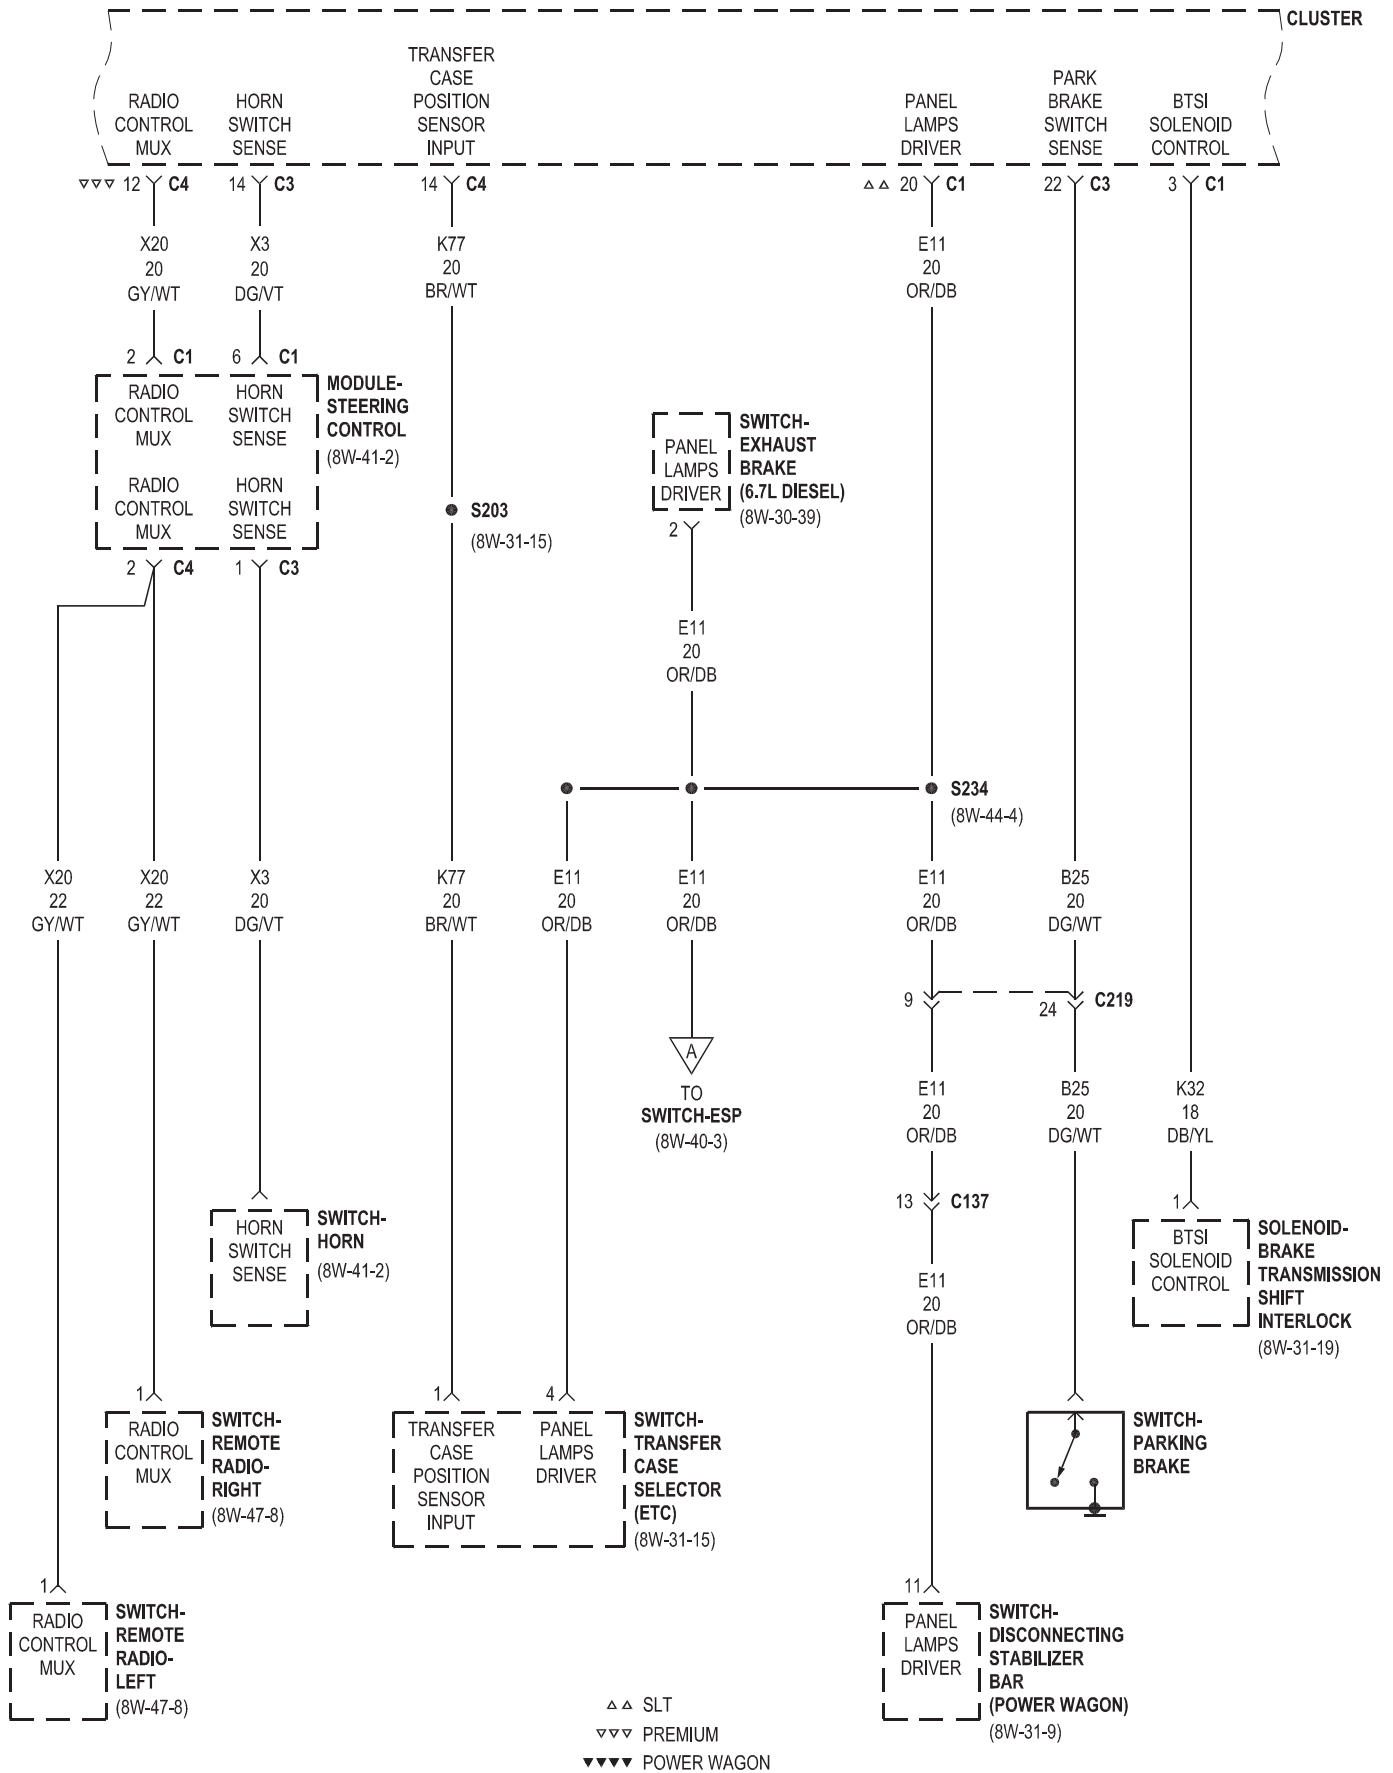 CLUSTER
RADIO
CONTROL
MUX
HORN
SWITCH
SENSE
TRANSFER
CASE
POSITION
SENSOR
INPUT
PANEL
LAMPS
DRIVER
PARK
BRAKE
SWITCH
SENSE
BTSI
SOLENOID
CONTROL
12 C4
14 C3
14 C4
20 C1
22 C3
3 C1
X20
20
GY/WT
X3
20
DG/VT
K77
20
BR/WT
E11
20
OR/DB
2 C1
6 C1
RADIO
CONTROL
MUX
HORN
SWITCH
SENSE
RADIO
CONTROL
MUX
HORN
SWITCH
SENSE
MODULE-
STEERING
CONTROL
(8W-41-2)
2 C4
1 C3
S203
(8W-31-15)
PANEL
LAMPS
DRIVER
SWITCH-
EXHAUST
BRAKE
(6.7L DIESEL)
(8W-30-39)
2
E11
20
OR/DB
S234
(8W-44-4)
X20
22
GY/WT
X20
22
GY/WT
X3
20
DG/VT
K77
20
BR/WT
E11
20
OR/DB
E11
20
OR/DB
E11
20
OR/DB
B25
20
DG/WT
9
24 C219
A
TO
SWITCH-ESP
(8W-40-3)
E11
20
OR/DB
B25
20
DG/WT
K32
18
DB/YL
13 C137
1
HORN
SWITCH
SENSE
SWITCH-
HORN
(8W-41-2)
BTSI
SOLENOID
CONTROL
SOLENOID-
BRAKE
TRANSMISSION
SHIFT
INTERLOCK
(8W-31-19)
E11
20
OR/DB
1
RADIO
CONTROL
MUX
SWITCH-
REMOTE
RADIO-
RIGHT
(8W-47-8)
1
4
TRANSFER
CASE
POSITION
SENSOR
INPUT
PANEL
LAMPS
DRIVER
SWITCH-
TRANSFER
CASE
SELECTOR
(ETC)
(8W-31-15)
SWITCH-
PARKING
BRAKE
1
RADIO
CONTROL
MUX
SWITCH-
REMOTE
RADIO-
LEFT
(8W-47-8)
11
PANEL
LAMPS
DRIVER
SWITCH-
DISCONNECTING
STABILIZER
BAR
(POWER WAGON)
(8W-31-9)
SLT
PREMIUM
POWER WAGON